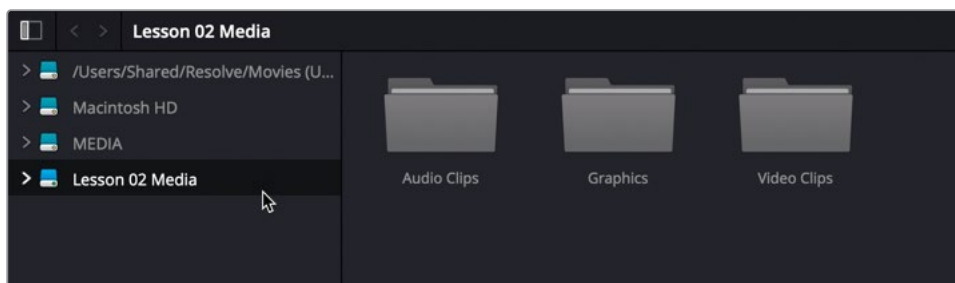 Lesson 02 Media
/Users/Shared/Resolve/Movies (U...
Macintosh HD
MEDIA
Lesson 02 Media
Audio Clips
Graphics
Video Clips